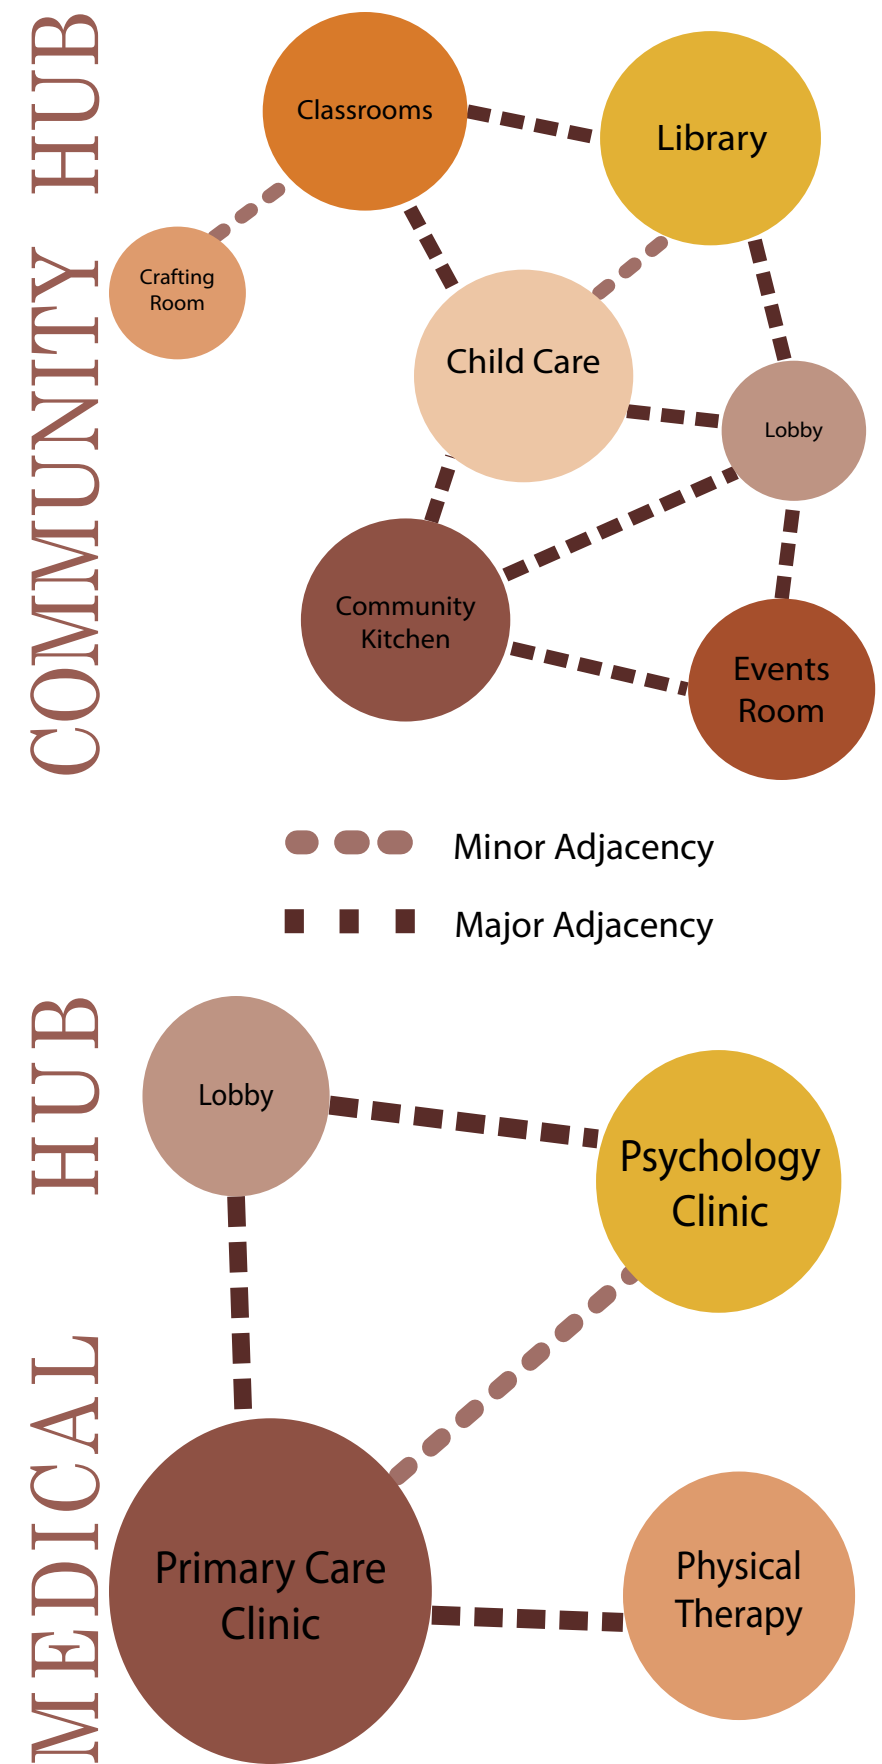 COMMUNITY HUB
Classrooms
Library
Crafting
Room
Child Care
Lobby
Community
Kitchen
Events
Room
Minor Adjacency
Major Adjacency
MEDICAL HUB
Lobby
Psychology
Clinic
Primary Care
Clinic
Physical
Therapy